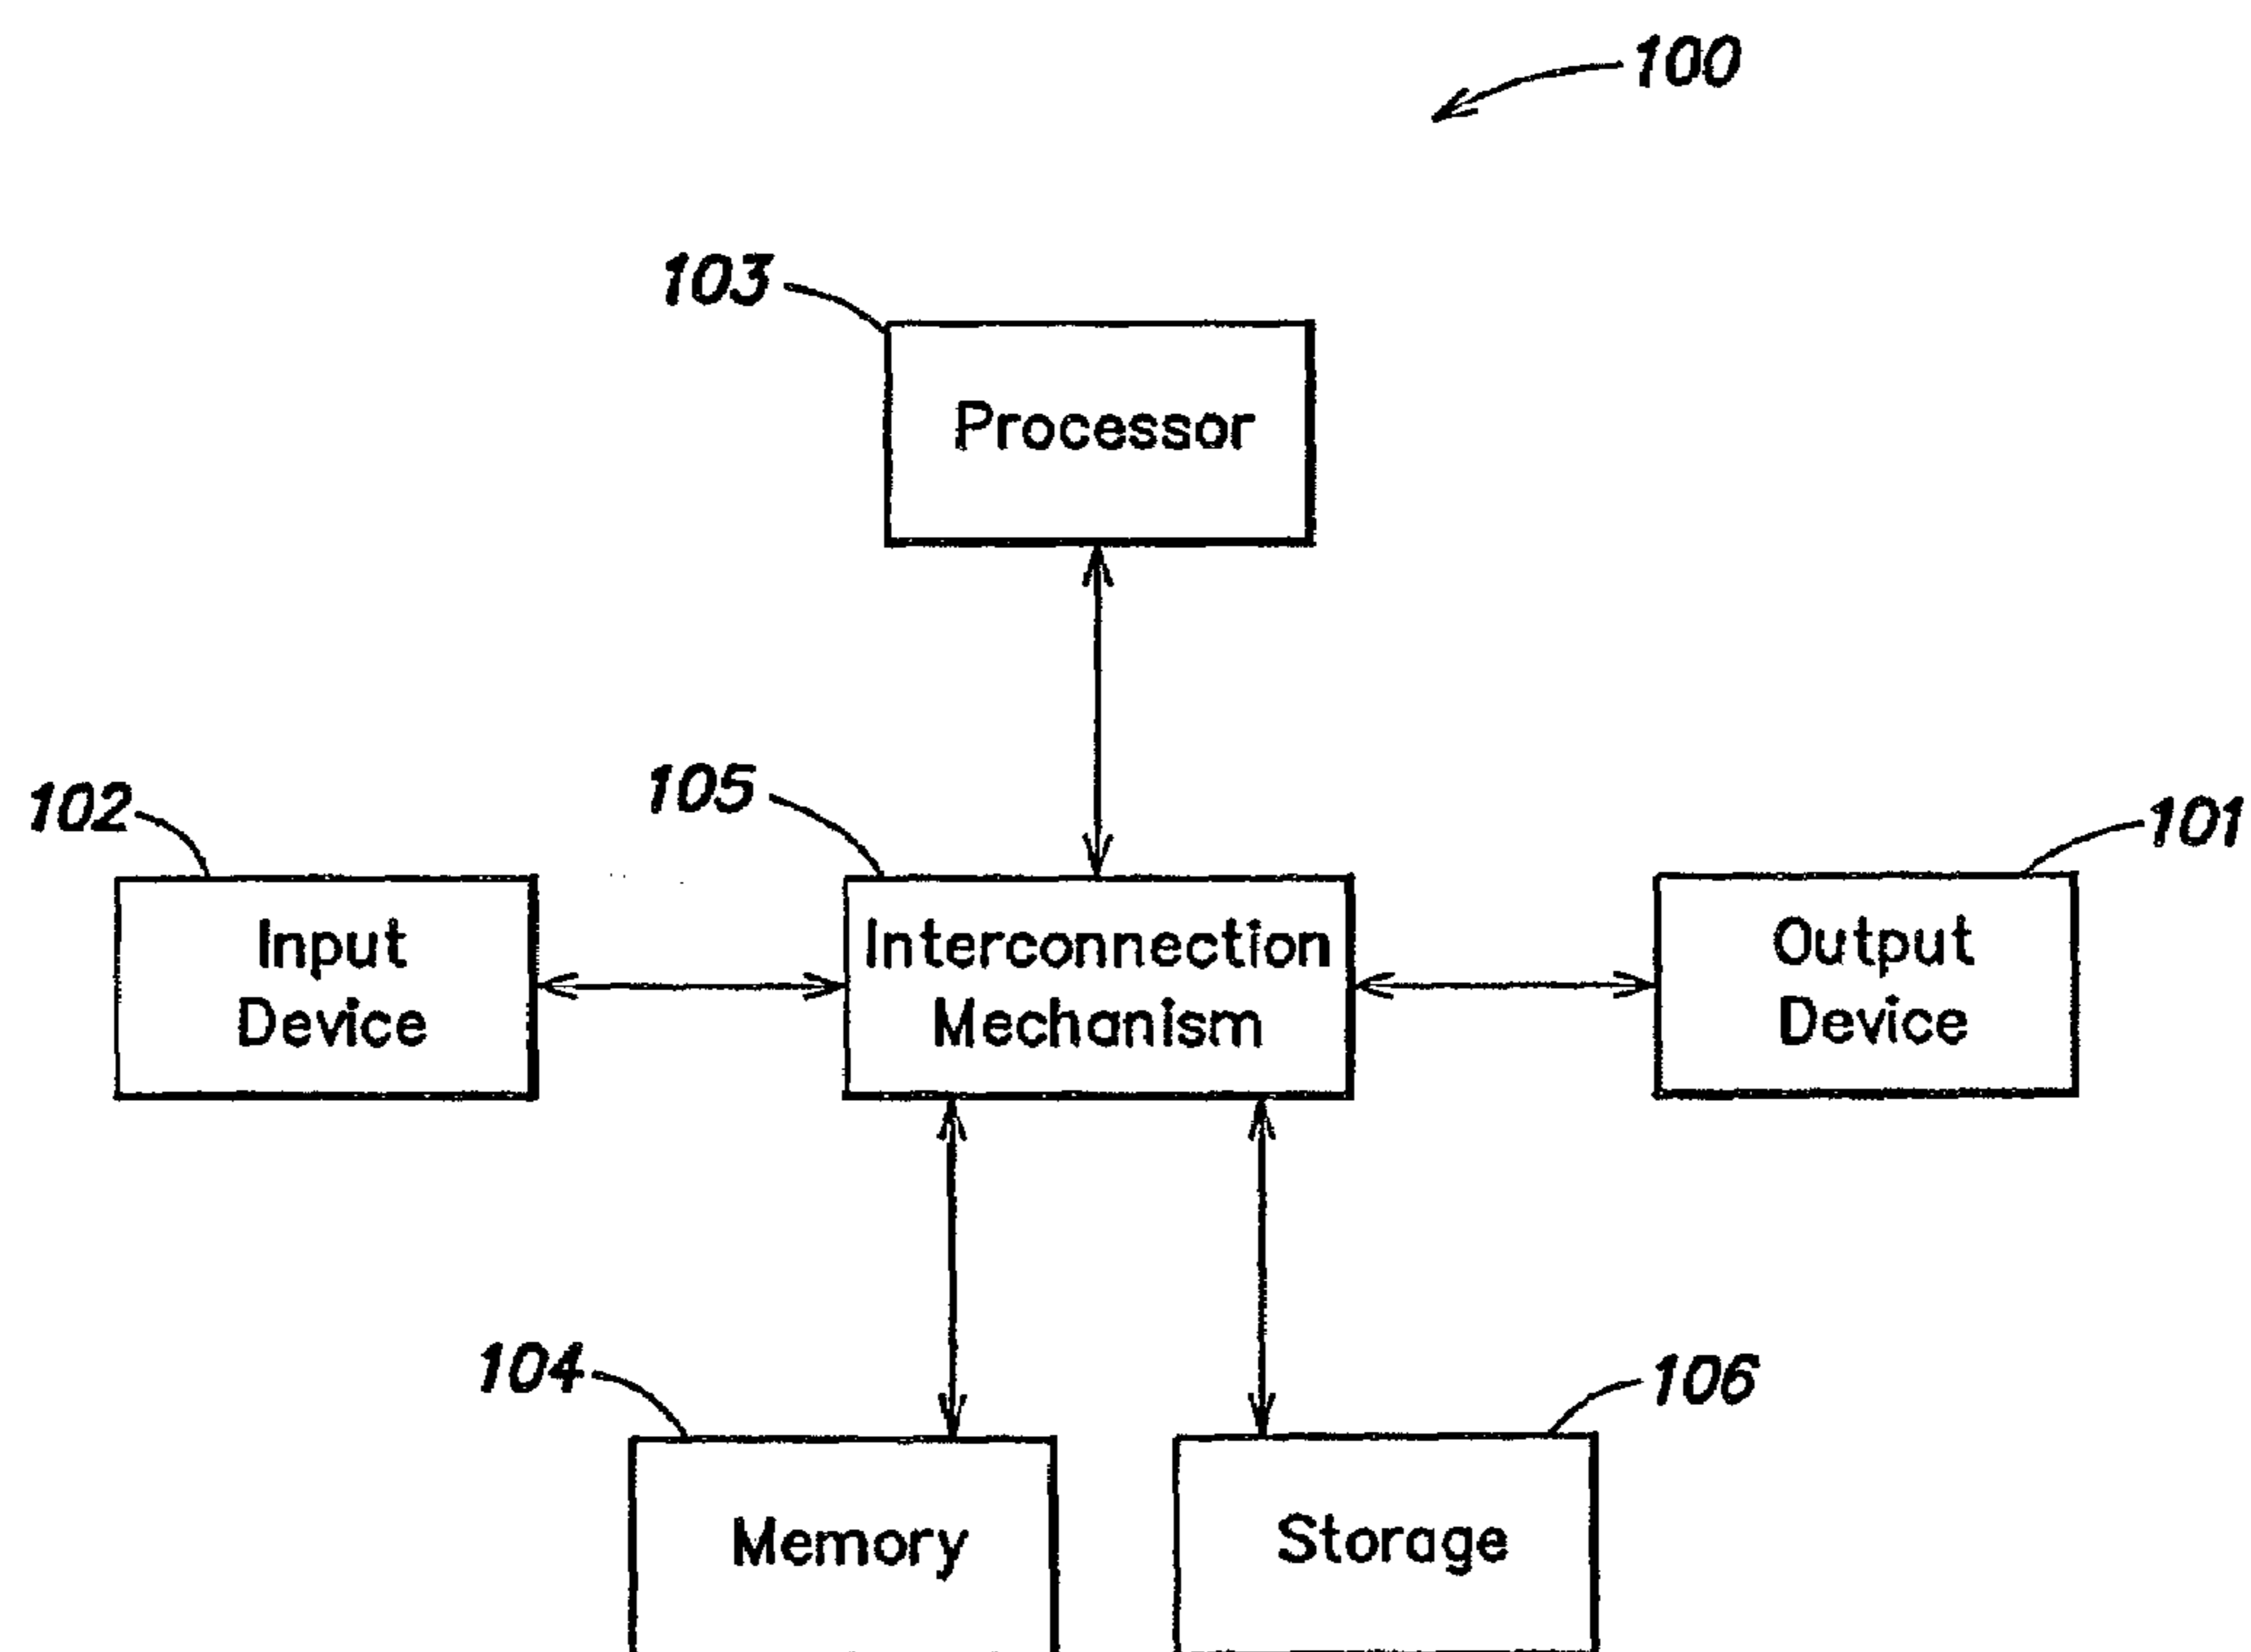 100
103
Processor
102
105
101
Input
Device
Interconnection
Mechanism
Output
Device
104
106
Memory
Storage